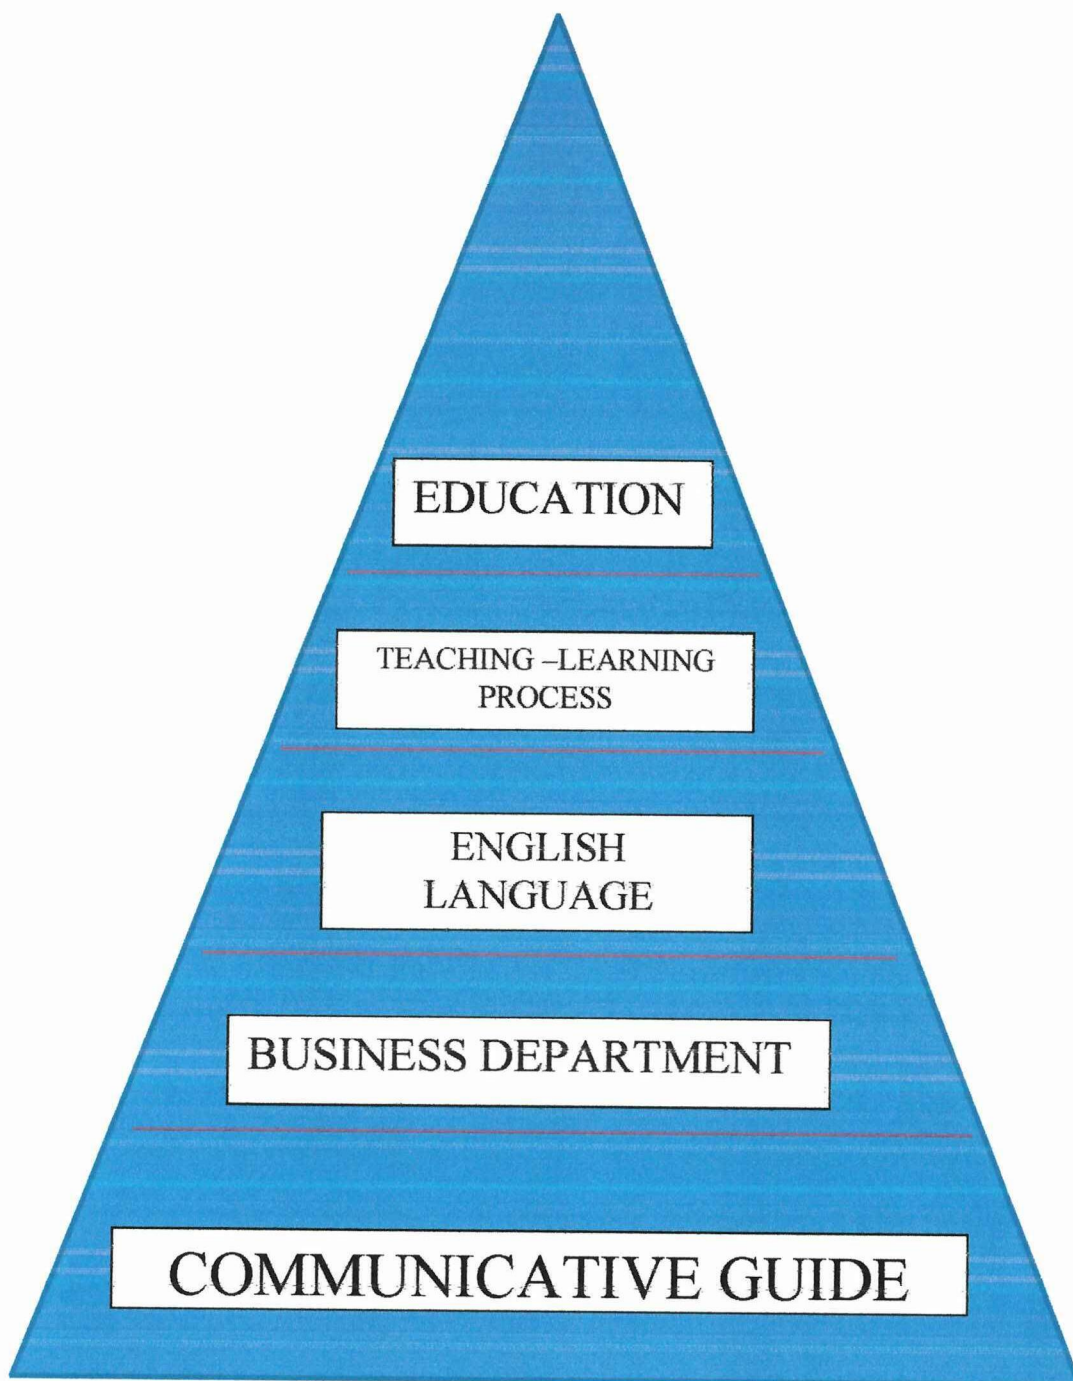 EDUCATION
TEACHING –LEARNING
PROCESS
ENGLISH
LANGUAGE
BUSINESS DEPARTMENT
COMMUNICATIVE GUIDE